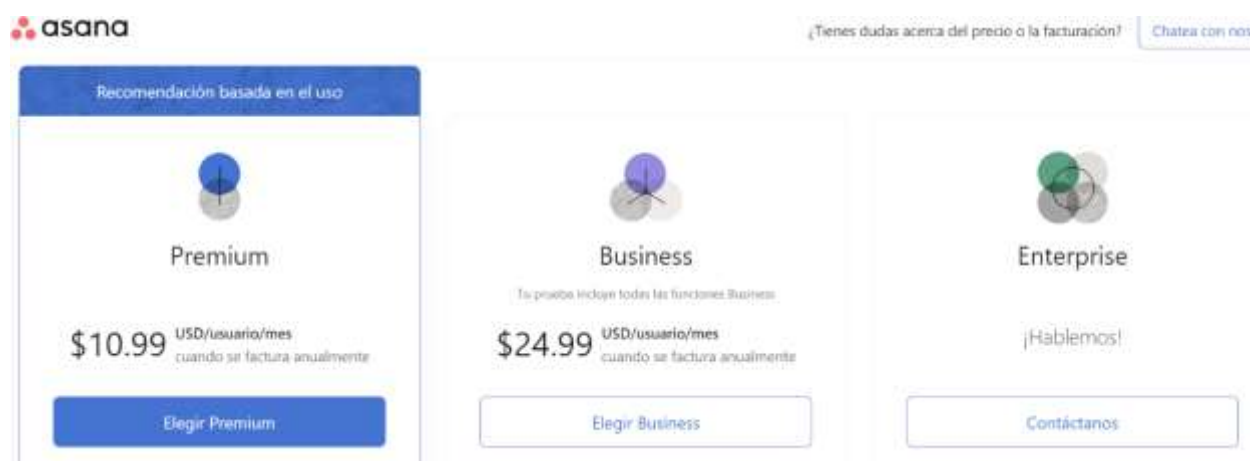 asana
¿Tienes dudas acerca del precio o la facturación?
Chatea con nos
Recomendación basada en el uso
Premium
$10.99 USD/usuario/mes
cuando se factura anualmente
Elegir Premium
Business
Tu prueba incluye todas las funciones Business
$24.99 USD/usuario/mes
cuando se factura anualmente
Elegir Business
Enterprise
¡Hablemos!
Contáctanos